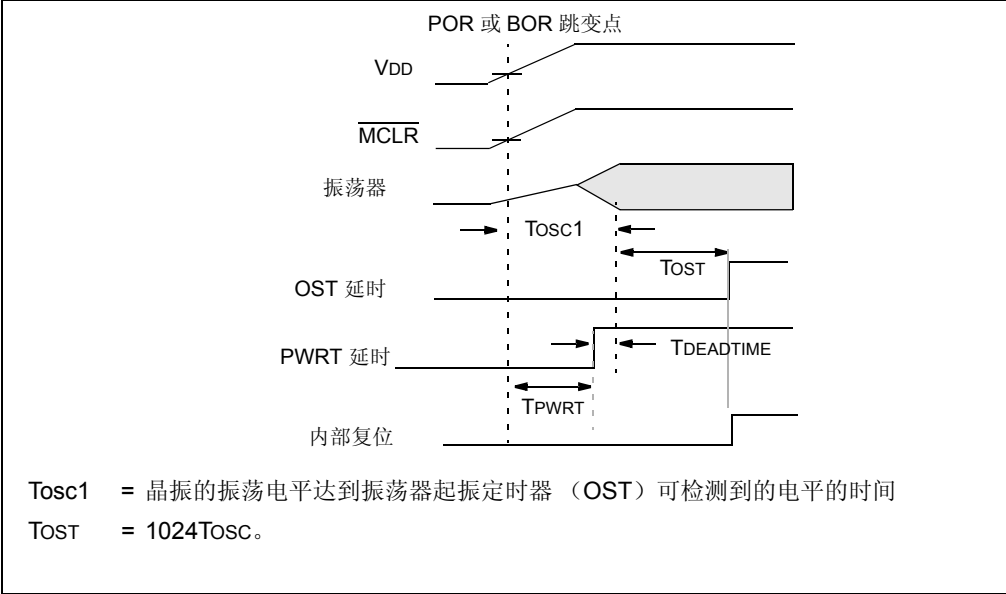 POR 或 BOR 跳变点
VDD
MCLR
振荡器
TOSC1
TOST
OST 延时
TDEADTIME
PWRT 延时
TPWRT
内部复位
Tosc1 = 晶振的振荡电平达到振荡器起振定时器 （OST）可检测到的电平的时间
TOST = 1024TOSC。